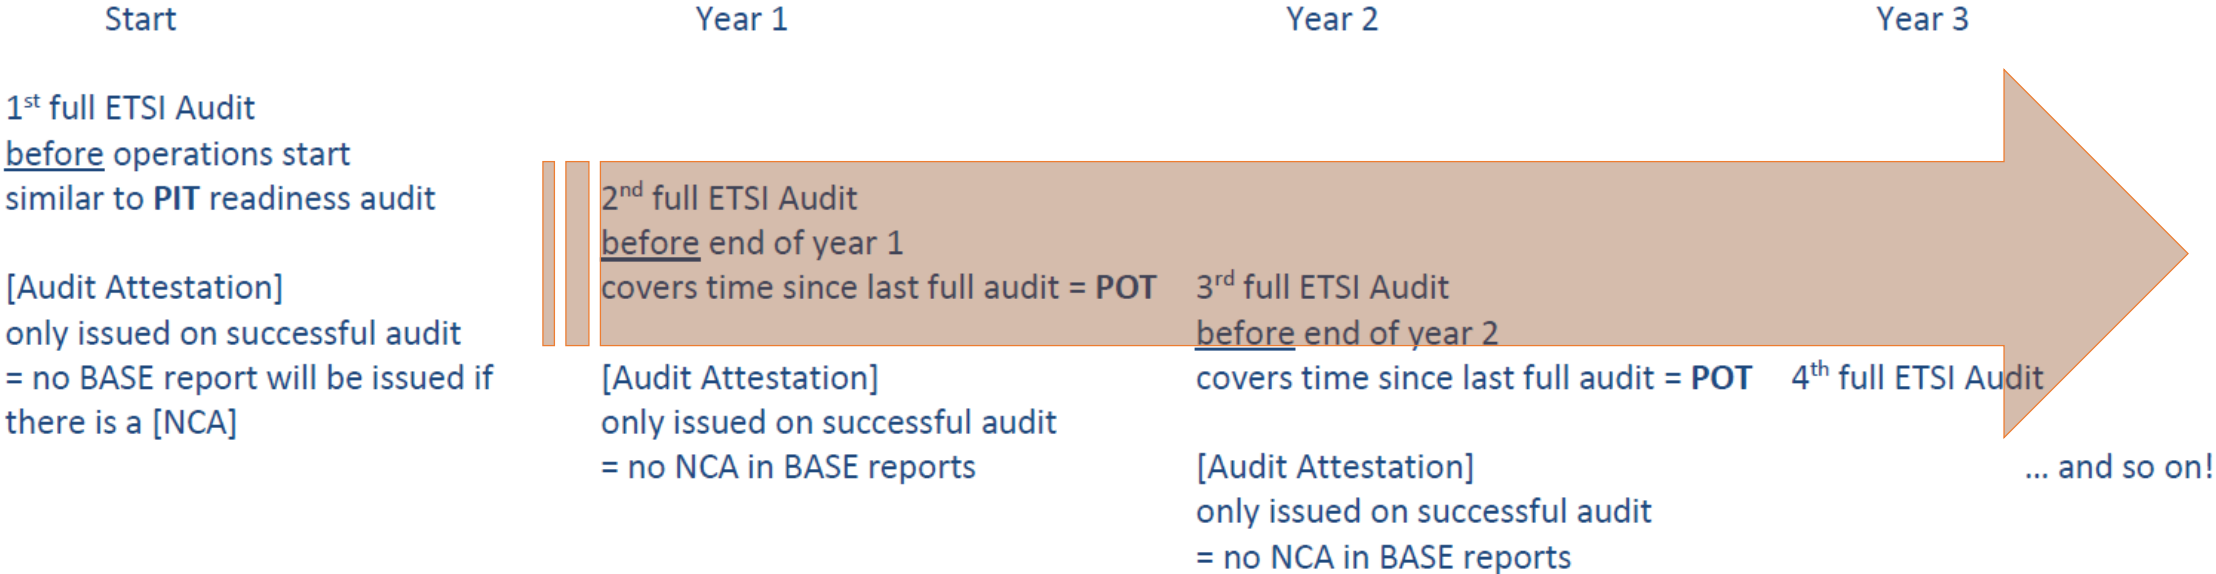 Start
Year 1
Year 2
Year 3
1st full ETSI Audit
before operations start
similar to PIT readiness audit
[Audit Attestation]
only issued on successful audit
= no BASE report will be issued if
there is a [NCA]
2nd full ETSI Audit
before end of year 1
covers time since last full audit = POT
[Audit Attestation]
only issued on successful audit
= no NCA in BASE reports
3rd full ETSI Audit
before end of year 2
covers time since last full audit = POT
[Audit Attestation]
only issued on successful audit
= no NCA in BASE reports
4th full ETSI Audit
... and so on!